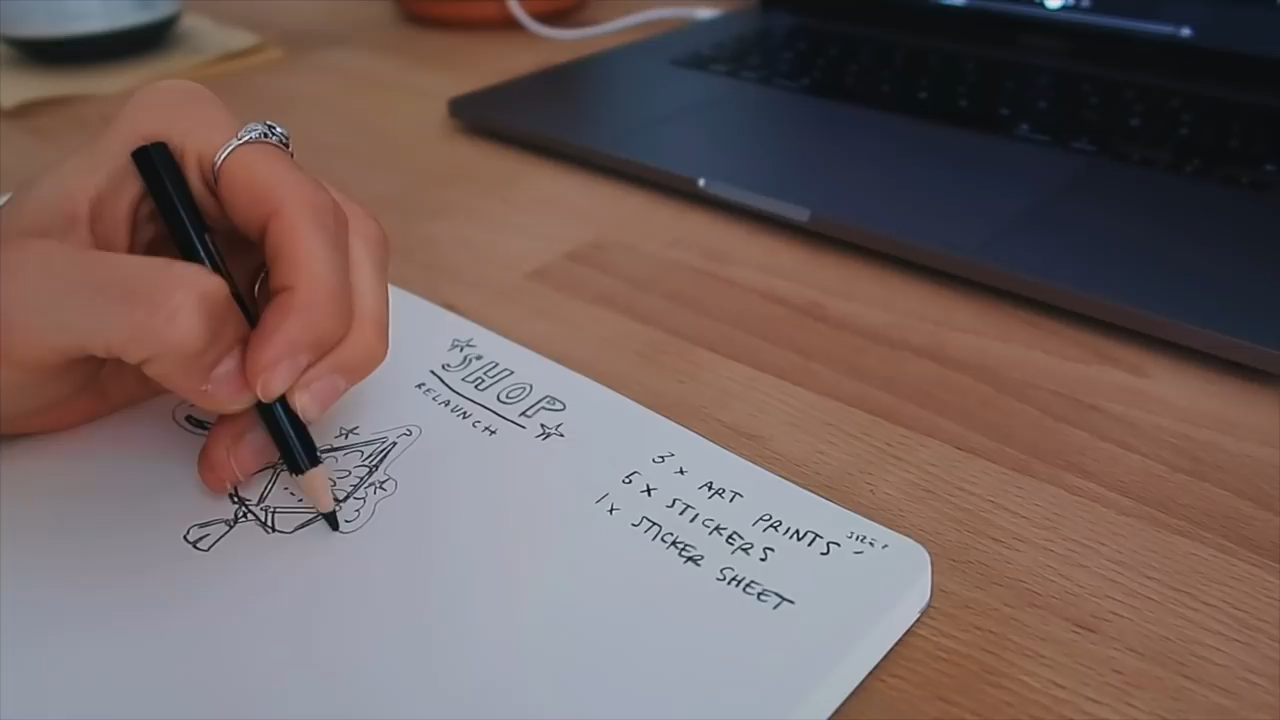 SHOP
RELAUNCH
3 x ART PRINTS
5 x STICKERS
1 x STICKER SHEET